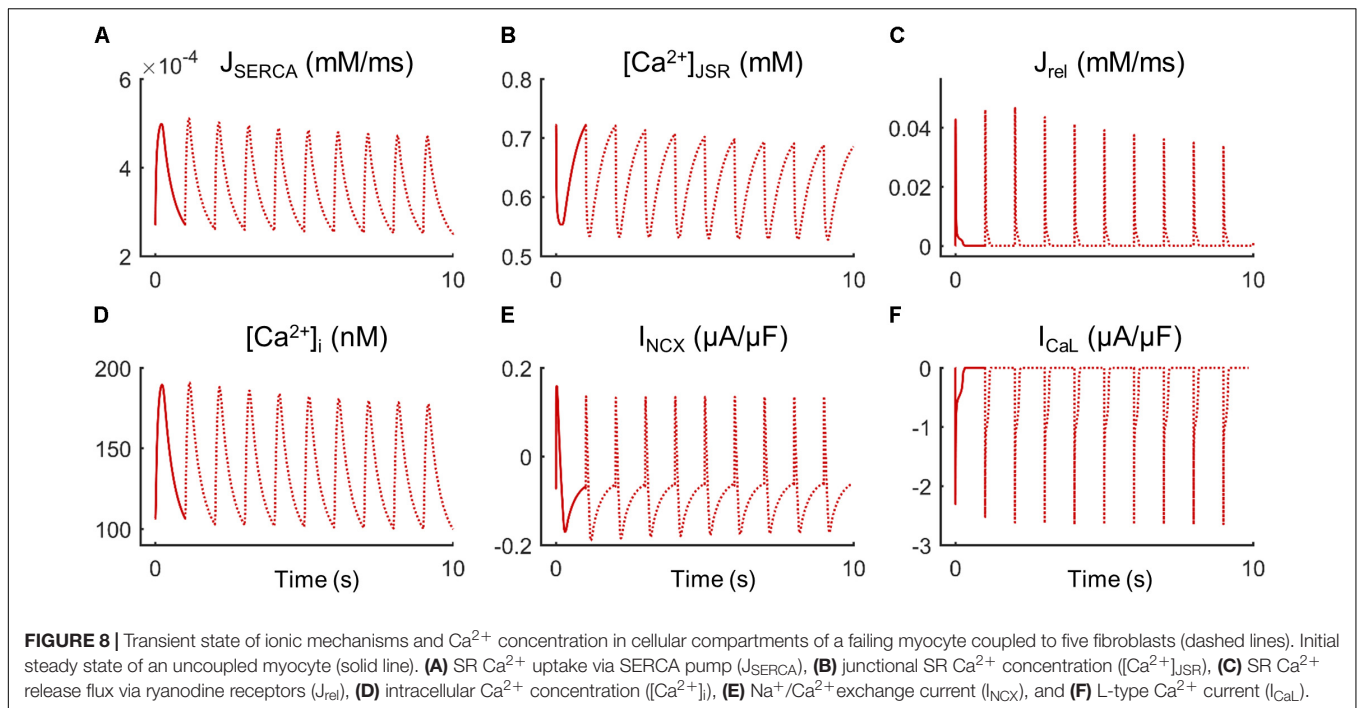 A
J_SERCA (mM/ms)
×10⁻⁴
6
4
2
0
10
B
[Ca²⁺]_JSR (mM)
0.8
0.7
0.6
0.5
0
10
C
J_rel (mM/ms)
0.04
0.02
0
0
10
D
[Ca²⁺]_i (nM)
200
150
100
0
10
Time (s)
E
I_NCX (µA/µF)
0.2
0
-0.2
0
10
Time (s)
F
I_CaL (µA/µF)
0
-1
-2
-3
0
10
Time (s)
FIGURE 8 | Transient state of ionic mechanisms and Ca²⁺ concentration in cellular compartments of a failing myocyte coupled to five fibroblasts (dashed lines). Initial
steady state of an uncoupled myocyte (solid line). (A) SR Ca²⁺ uptake via SERCA pump (J_SERCA), (B) junctional SR Ca²⁺ concentration ([Ca²⁺]_JSR), (C) SR Ca²⁺
release flux via ryanodine receptors (J_rel), (D) intracellular Ca²⁺ concentration ([Ca²⁺]_i), (E) Na⁺/Ca²⁺exchange current (I_NCX), and (F) L-type Ca²⁺ current (I_CaL).